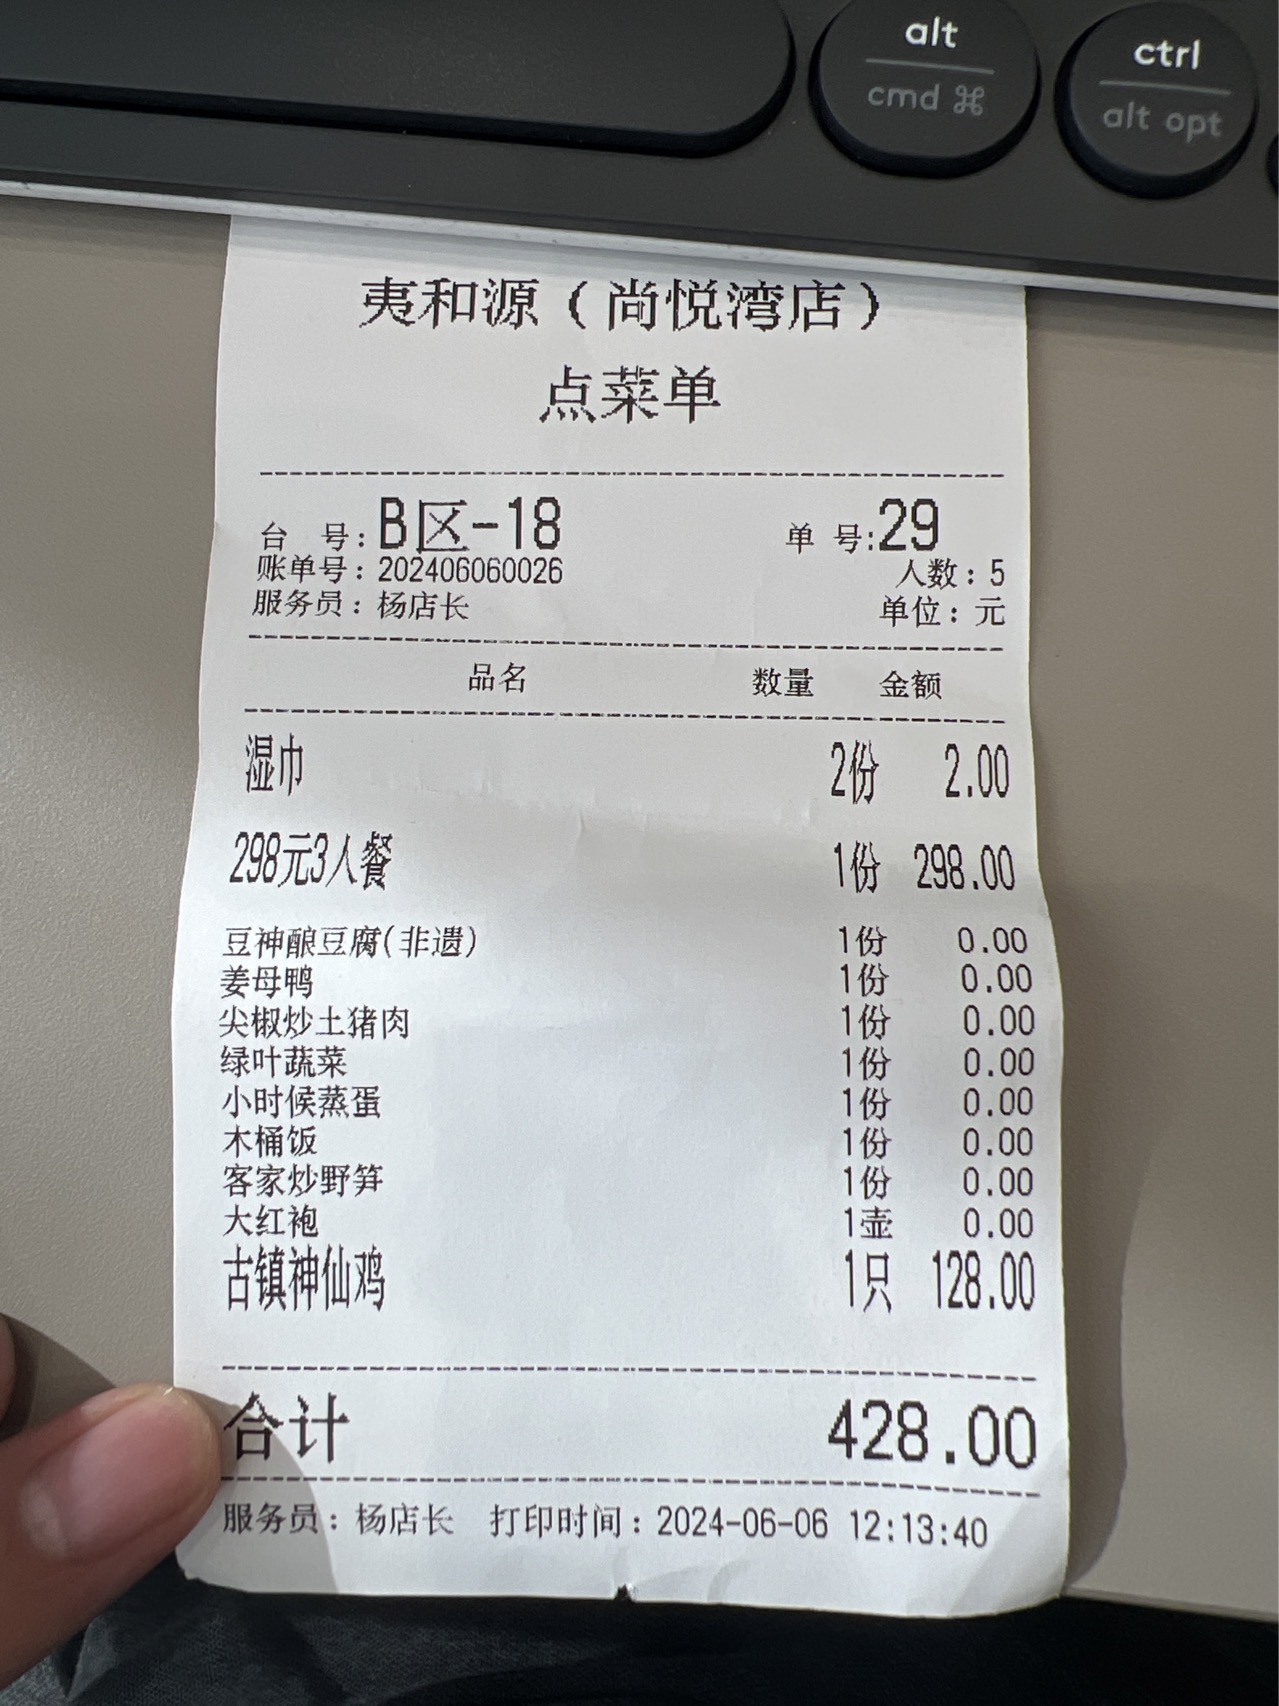 alt
cmd ⌘
ctrl
alt opt
夷和源(尚悦湾店)
点菜单
台 号:B区-18 单 号:29
账单号:202406060026 人数:5
服务员:杨店长 单位:元
品名 数量 金额
湿巾 2份 2.00
298元3人餐 1份 298.00
豆神酿豆腐(非遗) 1份 0.00
姜母鸭 1份 0.00
尖椒炒土猪肉 1份 0.00
绿叶蔬菜 1份 0.00
小时候蒸蛋 1份 0.00
木桶饭 1份 0.00
客家炒野笋 1份 0.00
大红袍 1壶 0.00
古镇神仙鸡 1只 128.00
合计 428.00
服务员:杨店长 打印时间:2024-06-06 12:13:40